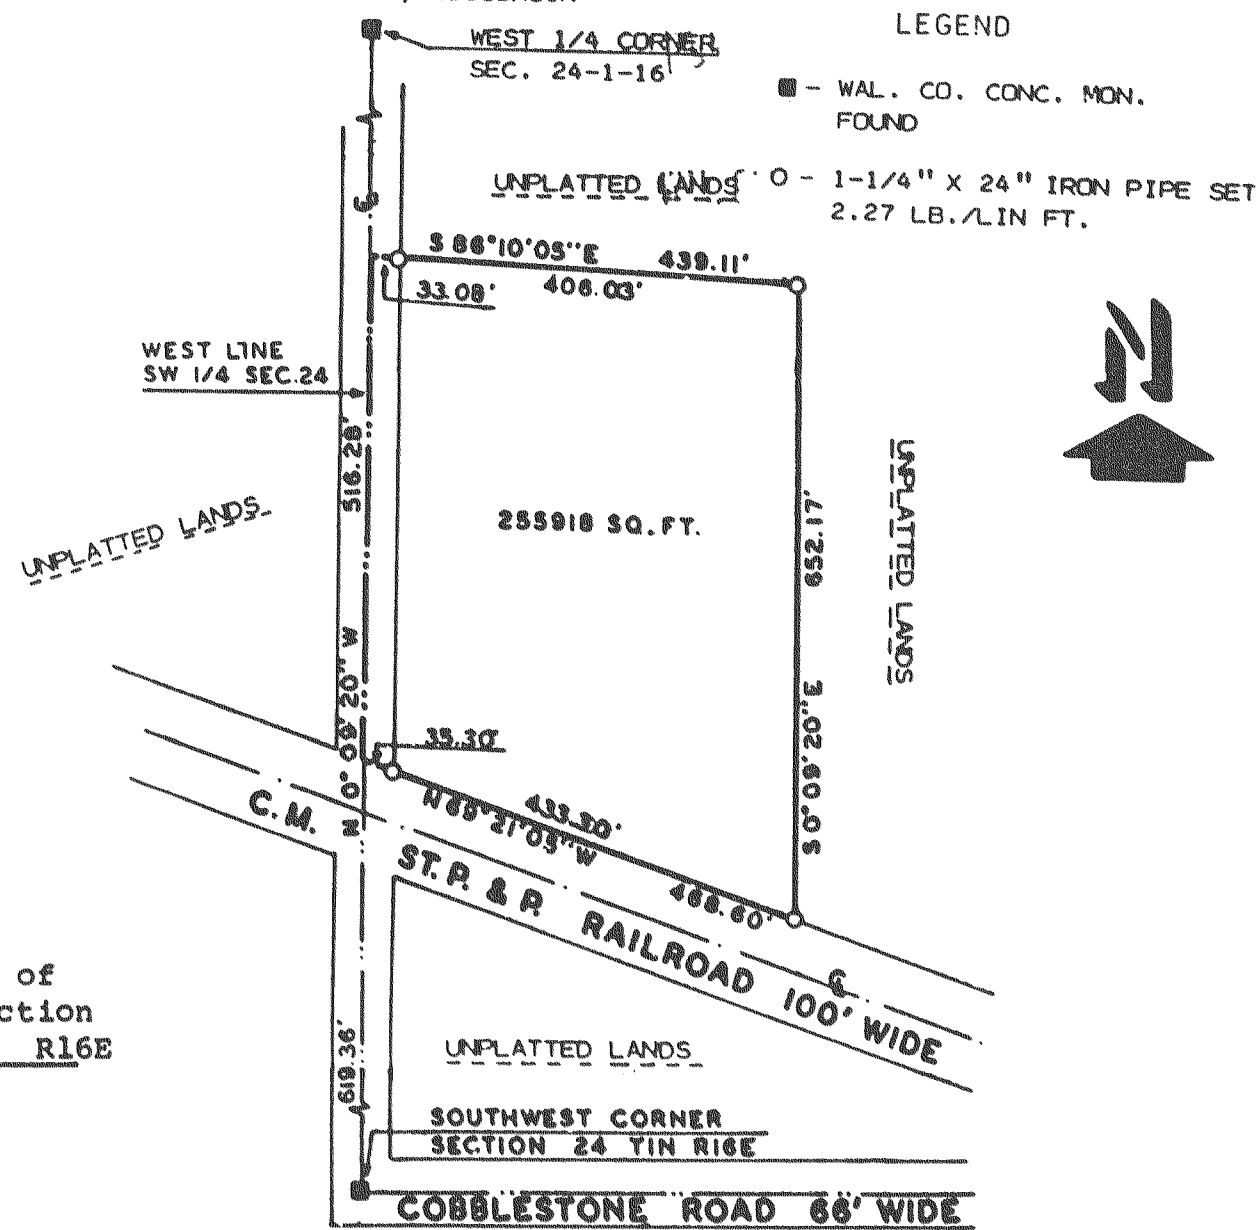 WEST 1/4 CORNER
SEC. 24-1-16
LEGEND
- WAL. CO. CONC. MON.
FOUND
UNPLATTED LANDS
O - 1-1/4" X 24" IRON PIPE SET
2.27 LB./LIN FT.
S 86°10'05"E 439.11'
33.08'
406.03'
WEST LINE
SW 1/4 SEC.24
516.28'
UNPLATTED LANDS
255918 SQ.FT.
652.17'
UNPLATTED LANDS
N
N 0° 09' 20" W
35.30'
S 0°09'20"E
433.30'
N 69°21'05"W
468.60'
C.M. ST. P. & P. RAILROAD 100' WIDE
of
ction
R16E
619.36'
UNPLATTED LANDS
SOUTHWEST CORNER
SECTION 24 T1N R16E
COBBLESTONE ROAD 66' WIDE